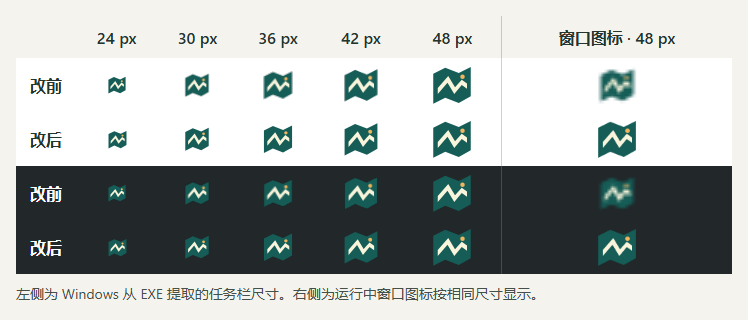 24 px 30 px 36 px 42 px 48 px 窗口图标 · 48 px
改前
改后
改前
改后
左侧为 Windows 从 EXE 提取的任务栏尺寸。右侧为运行中窗口图标按相同尺寸显示。